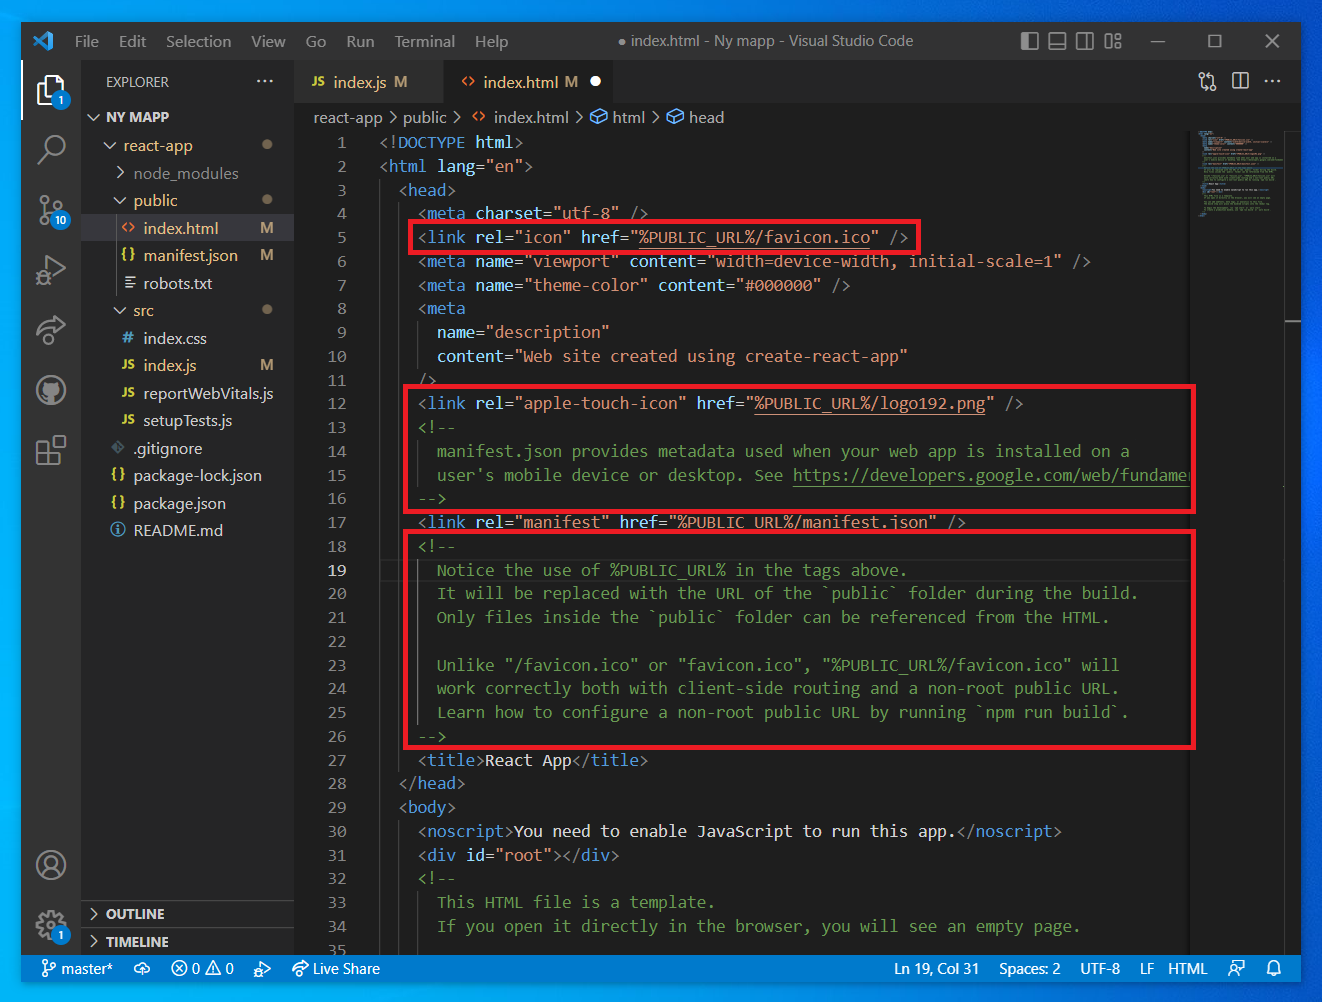 File Edit Selection View Go Run Terminal Help ● index.html - Ny mapp - Visual Studio Code
EXPLORER ···
JS index.js M
<> index.html M ●
NY MAPP
react-app
node_modules
public
<> index.html M
{} manifest.json M
robots.txt
src
# index.css
JS index.js M
JS reportWebVitals.js
JS setupTests.js
.gitignore
{} package-lock.json
{} package.json
README.md
OUTLINE
TIMELINE
1
10
1
react-app > public > <> index.html > html > head
1 <!DOCTYPE html>
2 <html lang="en">
3 <head>
4 <meta charset="utf-8" />
5 <link rel="icon" href="%PUBLIC_URL%/favicon.ico" />
6 <meta name="viewport" content="width=device-width, initial-scale=1" />
7 <meta name="theme-color" content="#000000" />
8 <meta
9 name="description"
10 content="Web site created using create-react-app"
11 />
12 <link rel="apple-touch-icon" href="%PUBLIC_URL%/logo192.png" />
13 <!--
14 manifest.json provides metadata used when your web app is installed on a
15 user's mobile device or desktop. See https://developers.google.com/web/fundame
16 -->
17 <link rel="manifest" href="%PUBLIC_URL%/manifest.json" />
18 <!--
19 Notice the use of %PUBLIC_URL% in the tags above.
20 It will be replaced with the URL of the `public` folder during the build.
21 Only files inside the `public` folder can be referenced from the HTML.
22
23 Unlike "/favicon.ico" or "favicon.ico", "%PUBLIC_URL%/favicon.ico" will
24 work correctly both with client-side routing and a non-root public URL.
25 Learn how to configure a non-root public URL by running `npm run build`.
26 -->
27 <title>React App</title>
28 </head>
29 <body>
30 <noscript>You need to enable JavaScript to run this app.</noscript>
31 <div id="root"></div>
32 <!--
33 This HTML file is a template.
34 If you open it directly in the browser, you will see an empty page.
35
master* 0 0 Live Share Ln 19, Col 31 Spaces: 2 UTF-8 LF HTML